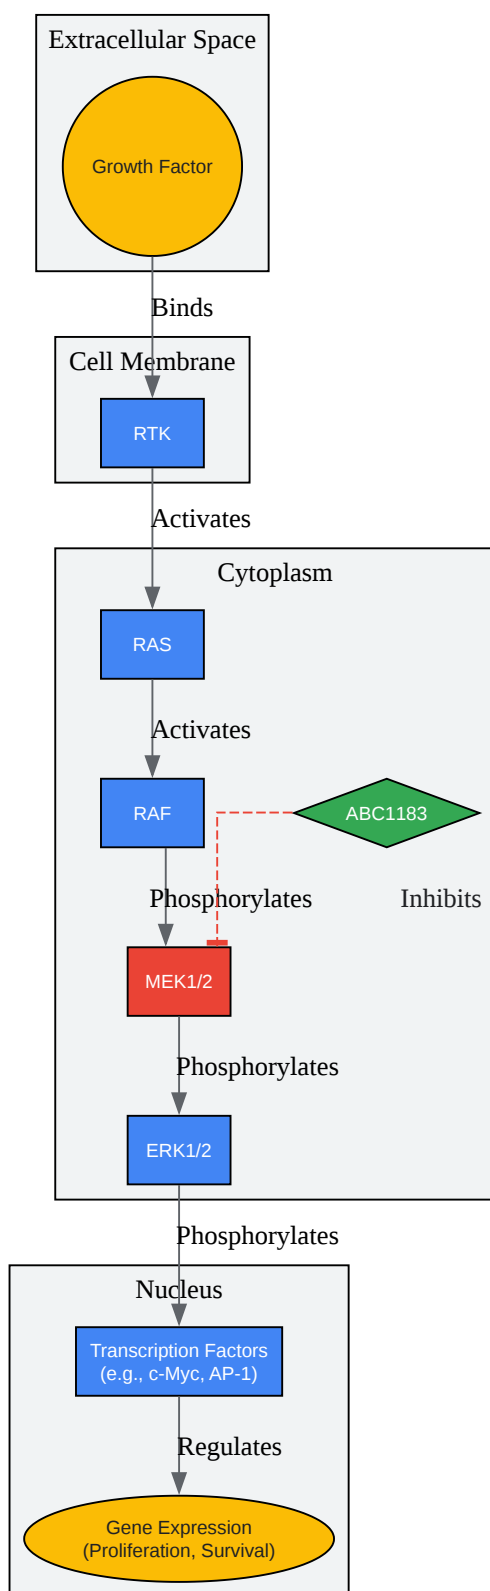 Extracellular Space
Growth Factor
Binds
Cell Membrane
RTK
Activates
Cytoplasm
RAS
Activates
RAF
ABC1183
Phosphorylates
Inhibits
MEK1/2
Phosphorylates
ERK1/2
Phosphorylates
Nucleus
Transcription Factors
(e.g., c-Myc, AP-1)
Regulates
Gene Expression
(Proliferation, Survival)